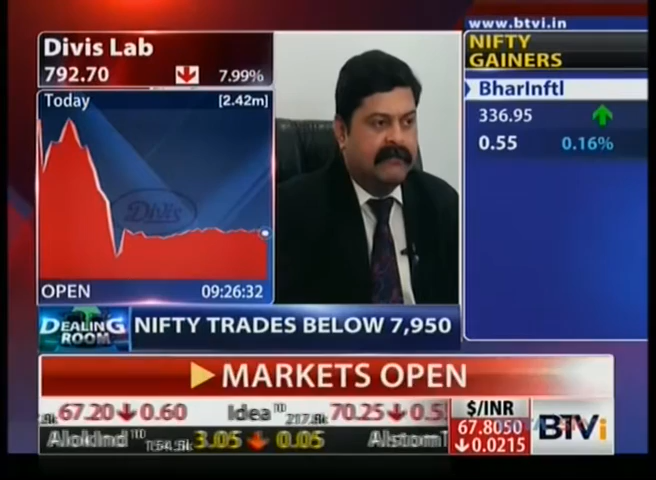 www.btvi.in
Divis Lab
792.70 7.99%
Today [2.42m]
Divis
OPEN 09:26:32
NIFTY
GAINERS
BharInftl
336.95
0.55 0.16%
DEALING
ROOM
NIFTY TRADES BELOW 7,950
MARKETS OPEN
67.20 0.60 Idea 70.25
AlokInd 3.05 0.05
$/INR
67.8050
0.0215
BTVi